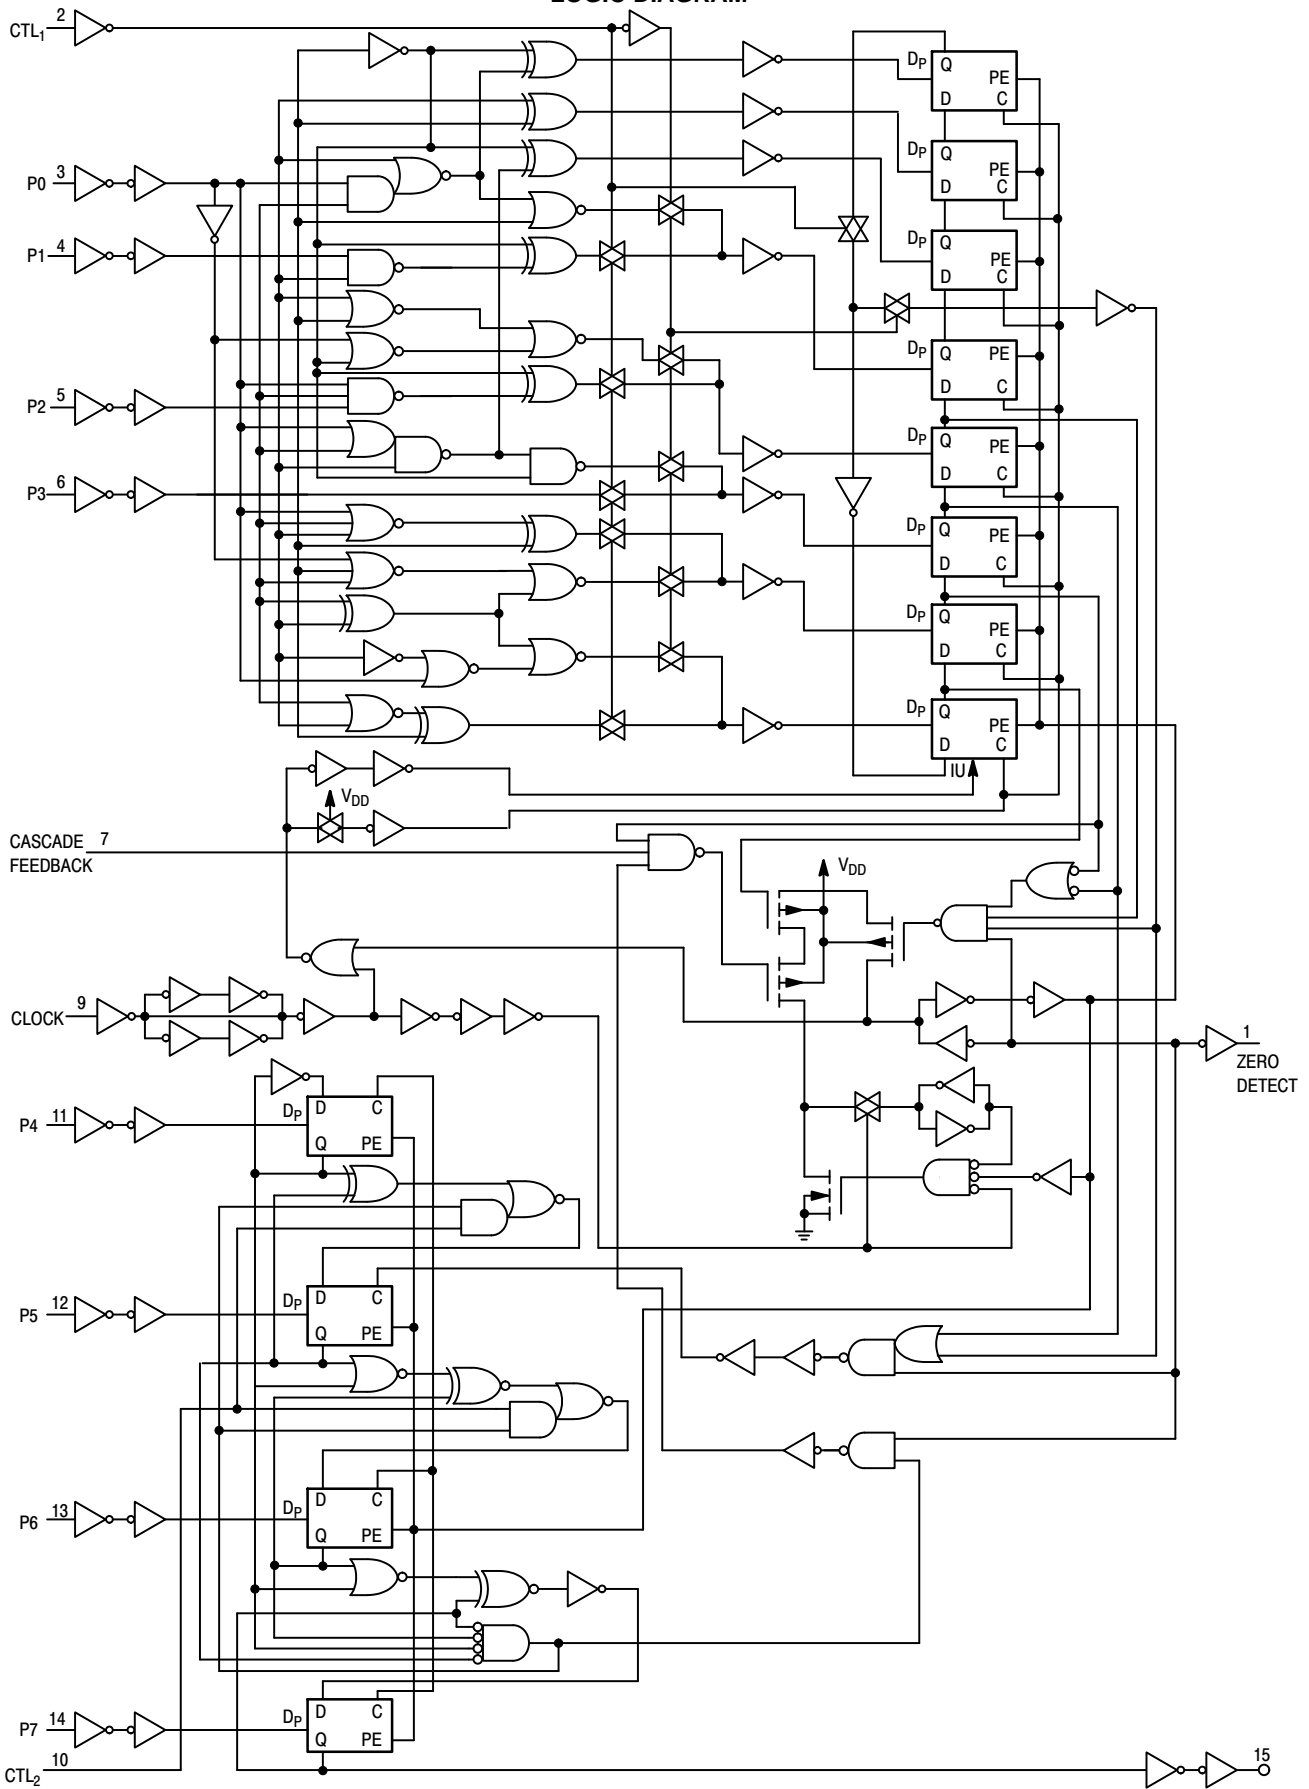 LOGIC DIAGRAM
CTL1 2
DP Q PE
D C
DP Q PE
D C
P0 3
DP Q PE
D C
P1 4
DP Q PE
D C
P2 5
DP Q PE
D C
P3 6
DP Q PE
D C
DP Q PE
D C
DP Q PE
D C
IU
VDD
CASCADE 7
FEEDBACK
VDD
CLOCK 9
1
ZERO
DETECT
P4 11
DP D C
Q PE
P5 12
DP D C
Q PE
P6 13
DP D C
Q PE
P7 14
DP D C
Q PE
CTL2 10
15